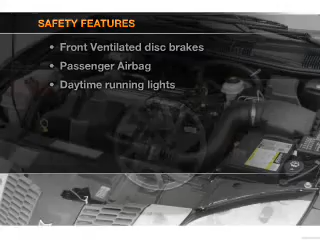 SAFETY FEATURES
• Front Ventilated disc brakes
• Passenger Airbag
• Daytime running lights